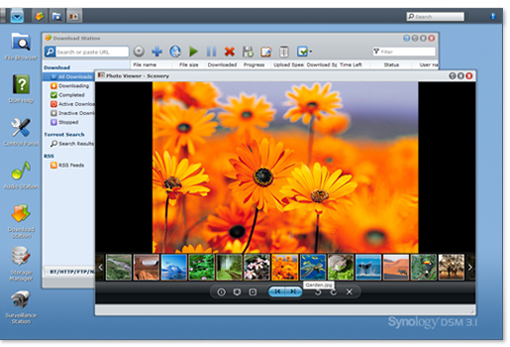 Search
Download Station
Search or paste URL
Filter
File name
File size
Downloaded
Progress
Upload Spee
Download Sp
Time Left
Status
User na
Download
All Downloads
Downloading
Completed
Active Downlo
Inactive Downlo
Stopped
Torrent Search
Search Results
RSS
RSS Feeds
BT/HTTP/FTP/N
Photo Viewer - Scenery
Garden.jpg
File Browser
DSM Help
Control Panel
Audio Station
Download
Station
Storage
Manager
Surveillance
Station
Synology DSM 3.1